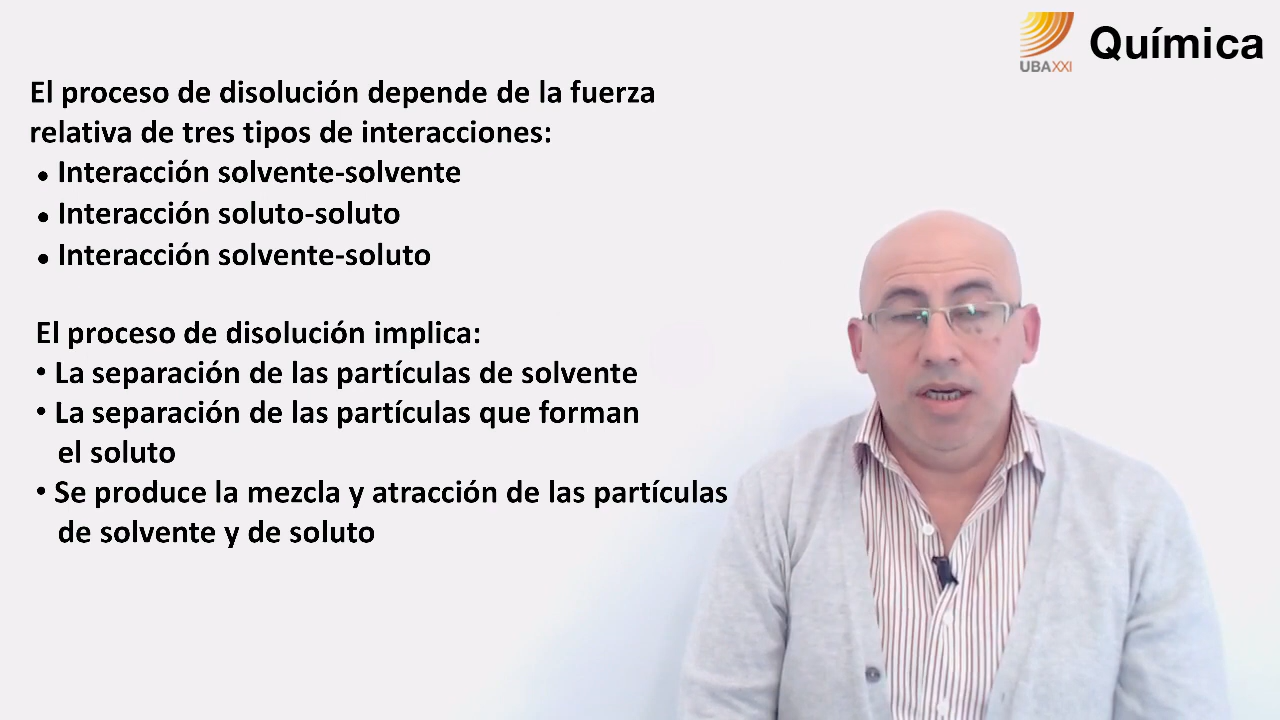 UBAXXI
Química
El proceso de disolución depende de la fuerza
relativa de tres tipos de interacciones:
• Interacción solvente-solvente
• Interacción soluto-soluto
• Interacción solvente-soluto
El proceso de disolución implica:
• La separación de las partículas de solvente
• La separación de las partículas que forman
el soluto
• Se produce la mezcla y atracción de las partículas
de solvente y de soluto